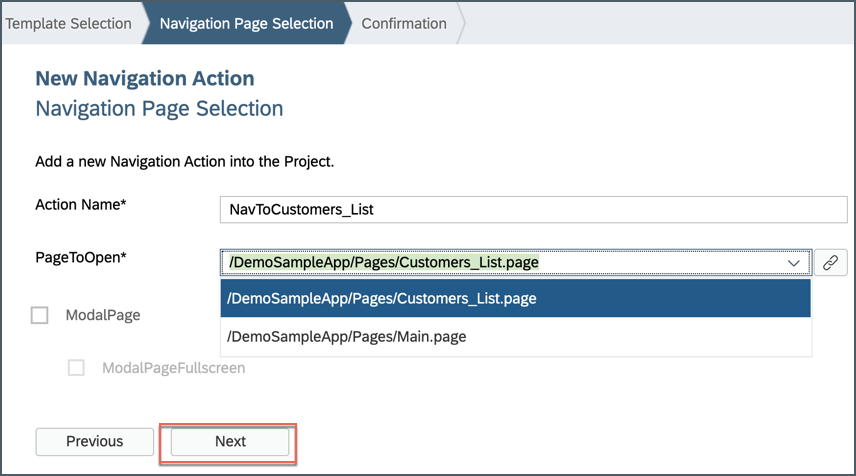 Template Selection Navigation Page Selection Confirmation
New Navigation Action
Navigation Page Selection
Add a new Navigation Action into the Project.
Action Name* NavToCustomers_List
PageToOpen* /DemoSampleApp/Pages/Customers_List.page
/DemoSampleApp/Pages/Customers_List.page
ModalPage
/DemoSampleApp/Pages/Main.page
ModalPageFullscreen
Previous Next